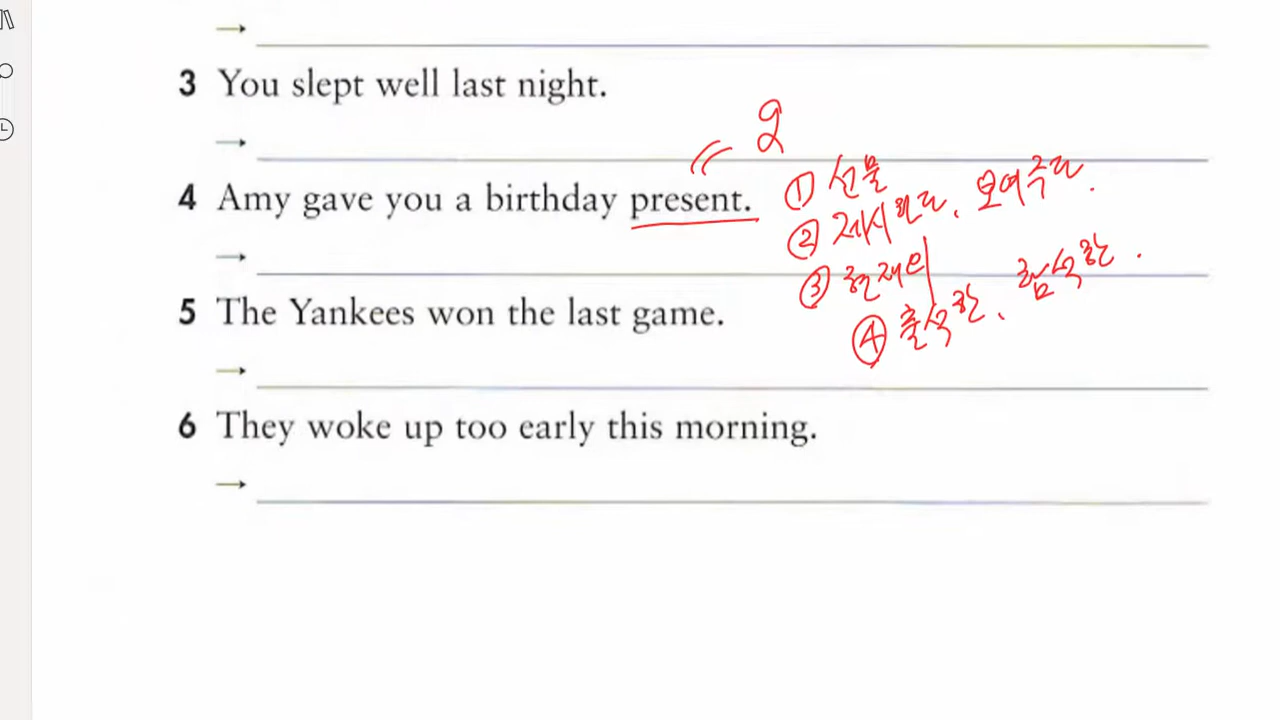 →
3 You slept well last night.
→
4 Amy gave you a birthday present.
① 선물
② 제시하다, 보여주다.
→
③ 현재의
④ 출석한, 참석한.
5 The Yankees won the last game.
→
6 They woke up too early this morning.
→